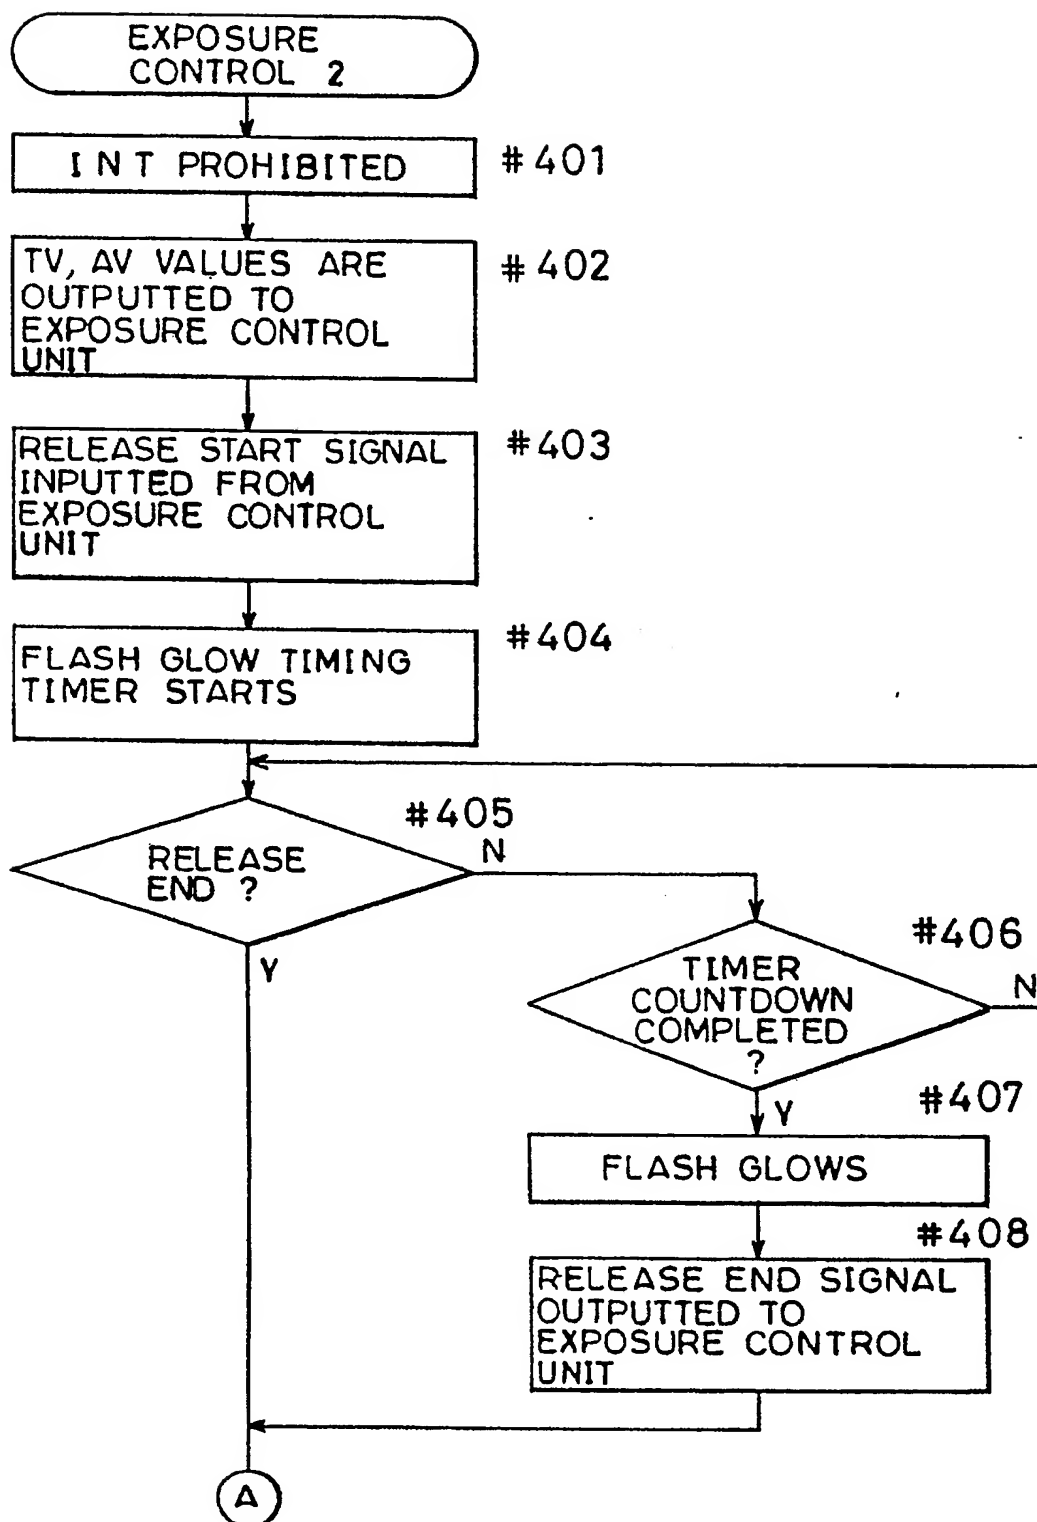 EXPOSURE
CONTROL 2
INT PROHIBITED
#401
TV, AV VALUES ARE
OUTPUTTED TO
EXPOSURE CONTROL
UNIT
#402
RELEASE START SIGNAL
INPUTTED FROM
EXPOSURE CONTROL
UNIT
#403
FLASH GLOW TIMING
TIMER STARTS
#404
RELEASE
END ?
#405
N
Y
TIMER
COUNTDOWN
COMPLETED
?
#406
N
Y
#407
FLASH GLOWS
#408
RELEASE END SIGNAL
OUTPUTTED TO
EXPOSURE CONTROL
UNIT
A